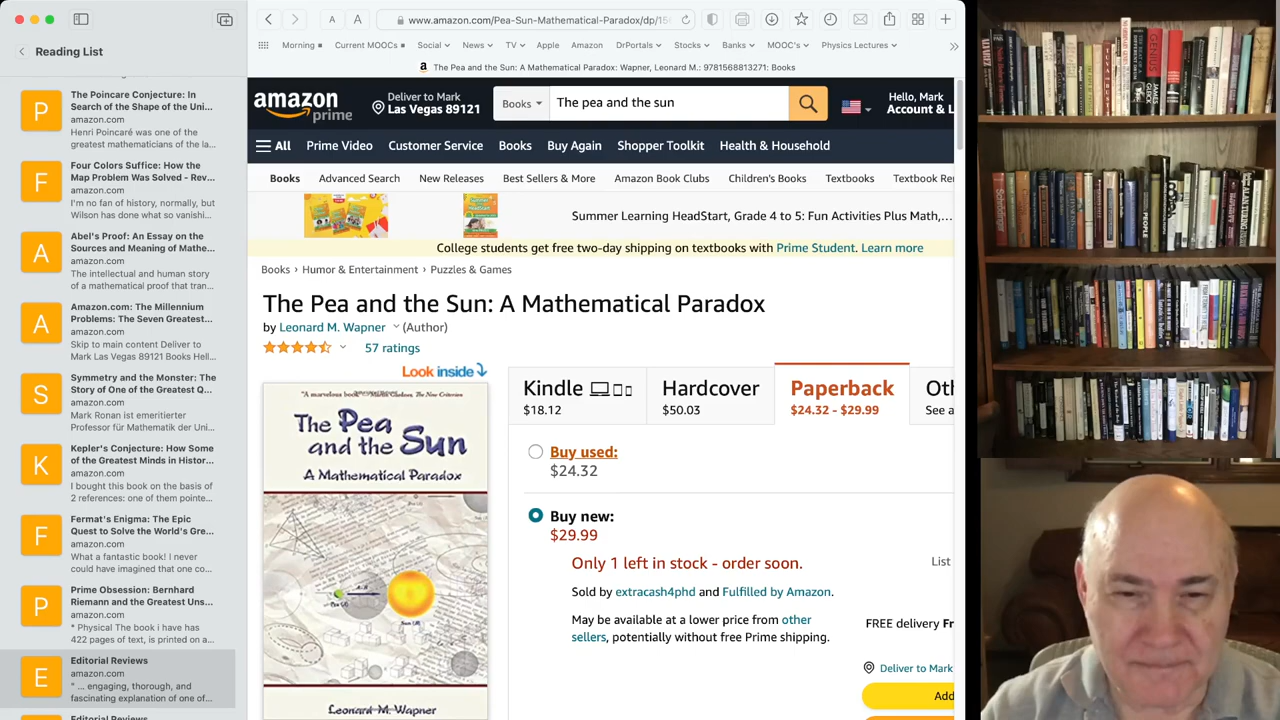 Reading List
P
The Poincare Conjecture: In
Search of the Shape of the Uni...
amazon.com
Henri Poincaré was one of the
greatest mathematicians of the la...
F
Four Colors Suffice: How the
Map Problem Was Solved - Rev...
amazon.com
I'm no fan of history, normally, but
Wilson has done what so vanishi...
A
Abel's Proof: An Essay on the
Sources and Meaning of Mathe...
amazon.com
The intellectual and human story
of a mathematical proof that tran...
A
Amazon.com: The Millennium
Problems: The Seven Greatest...
amazon.com
Skip to main content Deliver to
Mark Las Vegas 89121 Books Hell...
S
Symmetry and the Monster: The
Story of One of the Greatest Q...
amazon.com
Mark Ronan ist emeritierter
Professor für Mathematik der Uni...
K
Kepler's Conjecture: How Some
of the Greatest Minds in Histor...
amazon.com
I bought this book on the basis of
2 references: one of them pointe...
F
Fermat's Enigma: The Epic
Quest to Solve the World's Gre...
amazon.com
What a fantastic book! I never
could have imagined that one co...
P
Prime Obsession: Bernhard
Riemann and the Greatest Uns...
amazon.com
* Physical The book i have has
422 pages of text, is printed on a...
E
Editorial Reviews
amazon.com
" ... engaging, thorough, and
fascinating explanation of one of...
Editorial Reviews
A A www.amazon.com/Pea-Sun-Mathematical-Paradox/dp/156
Morning Current MOOCs Social News TV Apple Amazon DrPortals Stocks Banks MOOC's Physics Lectures
a The Pea and the Sun: A Mathematical Paradox: Wapner, Leonard M.: 9781568813271: Books
amazon prime
Deliver to Mark
Las Vegas 89121
Books The pea and the sun
Hello, Mark
Account & L
All Prime Video Customer Service Books Buy Again Shopper Toolkit Health & Household
Books Advanced Search New Releases Best Sellers & More Amazon Book Clubs Children's Books Textbooks Textbook Re
Summer Learning HeadStart, Grade 4 to 5: Fun Activities Plus Math,...
College students get free two-day shipping on textbooks with Prime Student. Learn more
Books › Humor & Entertainment › Puzzles & Games
The Pea and the Sun: A Mathematical Paradox
by Leonard M. Wapner (Author)
57 ratings
Look inside
The Pea
and the Sun
A Mathematical Paradox
Leonard M. Wapner
Kindle
$18.12
Hardcover
$50.03
Paperback
$24.32 - $29.99
Ot
See a
Buy used:
$24.32
Buy new:
$29.99
Only 1 left in stock - order soon.
List
Sold by extracash4phd and Fulfilled by Amazon.
May be available at a lower price from other
sellers, potentially without free Prime shipping.
FREE delivery Fr
Deliver to Mark
Add